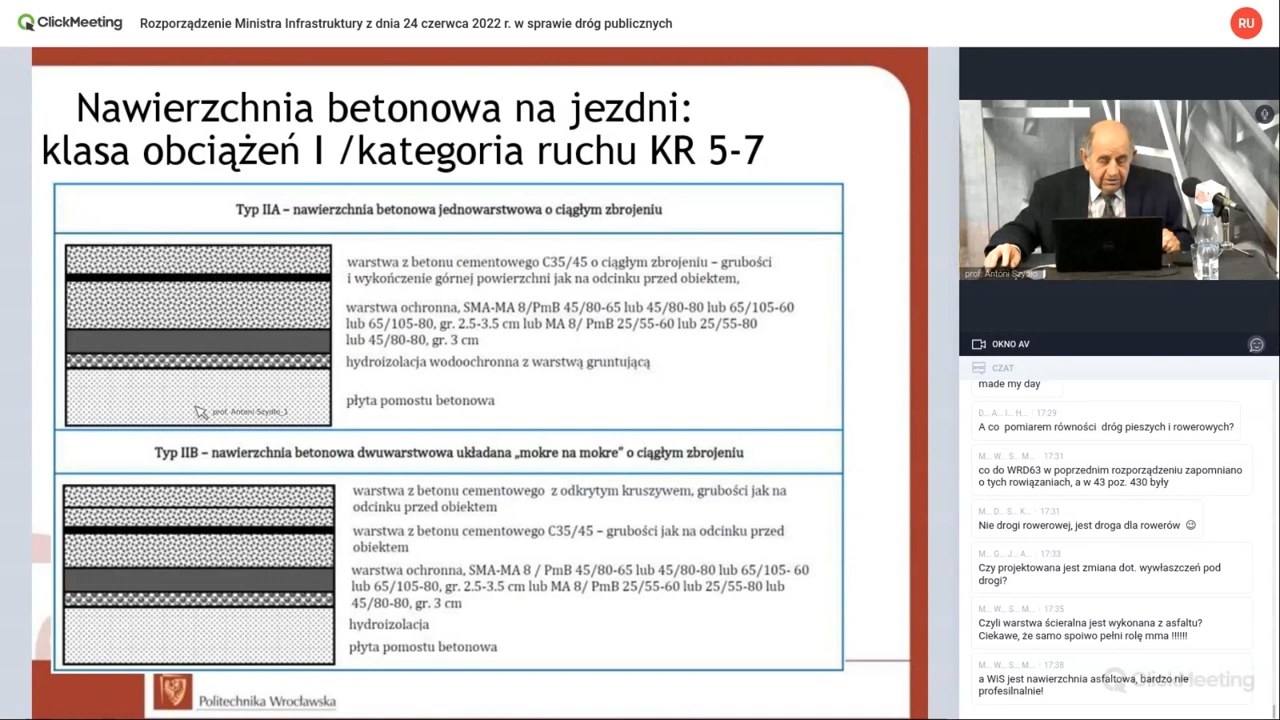 ClickMeeting
Rozporządzenie Ministra Infrastruktury z dnia 24 czerwca 2022 r. w sprawie dróg publicznych
RU
Nawierzchnia betonowa na jezdni:
klasa obciążeń I /kategoria ruchu KR 5-7
Typ IIA – nawierzchnia betonowa jednowarstwowa o ciągłym zbrojeniu
warstwa z betonu cementowego C35/45 o ciągłym zbrojeniu – grubości
i wykończenie górnej powierzchni jak na odcinku przed obiektem,
warstwa ochronna, SMA-MA 8/PmB 45/80-65 lub 45/80-80 lub 65/105-60
lub 65/105-80, gr. 2.5-3.5 cm lub MA 8/ PmB 25/55-60 lub 25/55-80
lub 45/80-80, gr. 3 cm
hydroizolacja wodoochronna z warstwą gruntującą
płyta pomostu betonowa
prof. Antoni Szydło_1
Typ IIB – nawierzchnia betonowa dwuwarstwowa układana „mokre na mokre” o ciągłym zbrojeniu
warstwa z betonu cementowego z odkrytym kruszywem, grubości jak na
odcinku przed obiektem
warstwa z betonu cementowego C35/45 – grubości jak na odcinku przed
obiektem
warstwa ochronna, SMA-MA 8 / PmB 45/80-65 lub 45/80-80 lub 65/105- 60
lub 65/105-80, gr. 2.5-3.5 cm lub MA 8/ PmB 25/55-60 lub 25/55-80 lub
45/80-80, gr. 3 cm
hydroizolacja
płyta pomostu betonowa
Politechnika Wrocławska
prof. Antoni Szydło_1
OKNO AV
CZAT
made my day
D... A... I... H... 17:29
A co pomiarem równości dróg pieszych i rowerowych?
M... W... S... M... 17:31
co do WRD63 w poprzednim rozporządzeniu zapomniano
o tych rowiązaniach, a w 43 poz. 430 były
M... D... S... K... 17:31
Nie drogi rowerowej, jest droga dla rowerów 😉
M... G... J... A... 17:33
Czy projektowana jest zmiana dot. wywłaszczeń pod
drogi?
M... W... S... M... 17:35
Czyli warstwa ścieralna jest wykonana z asfaltu?
Ciekawe, że samo spoiwo pełni rolę mma !!!!!!
M... W... S... M... 17:38
a WiS jest nawierzchnia asfaltowa, bardzo nie
profesilnalnie!
ClickMeeting